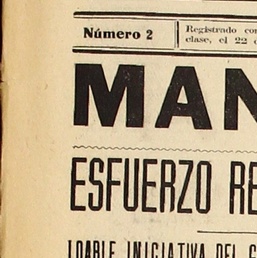 Número 2
Registrado co
clase, el 22 d
MAN
ESFUERZO RE
LOABLE INICIATIVA DEL G